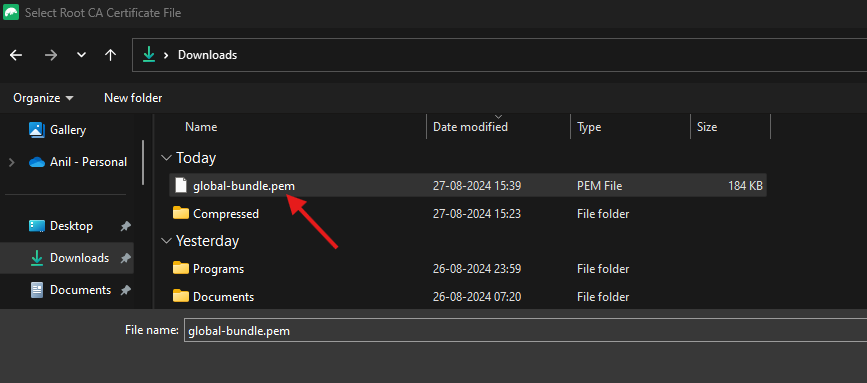 Select Root CA Certificate File
Downloads
Organize New folder
Gallery
Anil - Personal
Desktop
Downloads
Documents
Name Date modified Type Size
Today
global-bundle.pem 27-08-2024 15:39 PEM File 184 KB
Compressed 27-08-2024 15:23 File folder
Yesterday
Programs 26-08-2024 23:59 File folder
Documents 26-08-2024 07:20 File folder
File name: global-bundle.pem